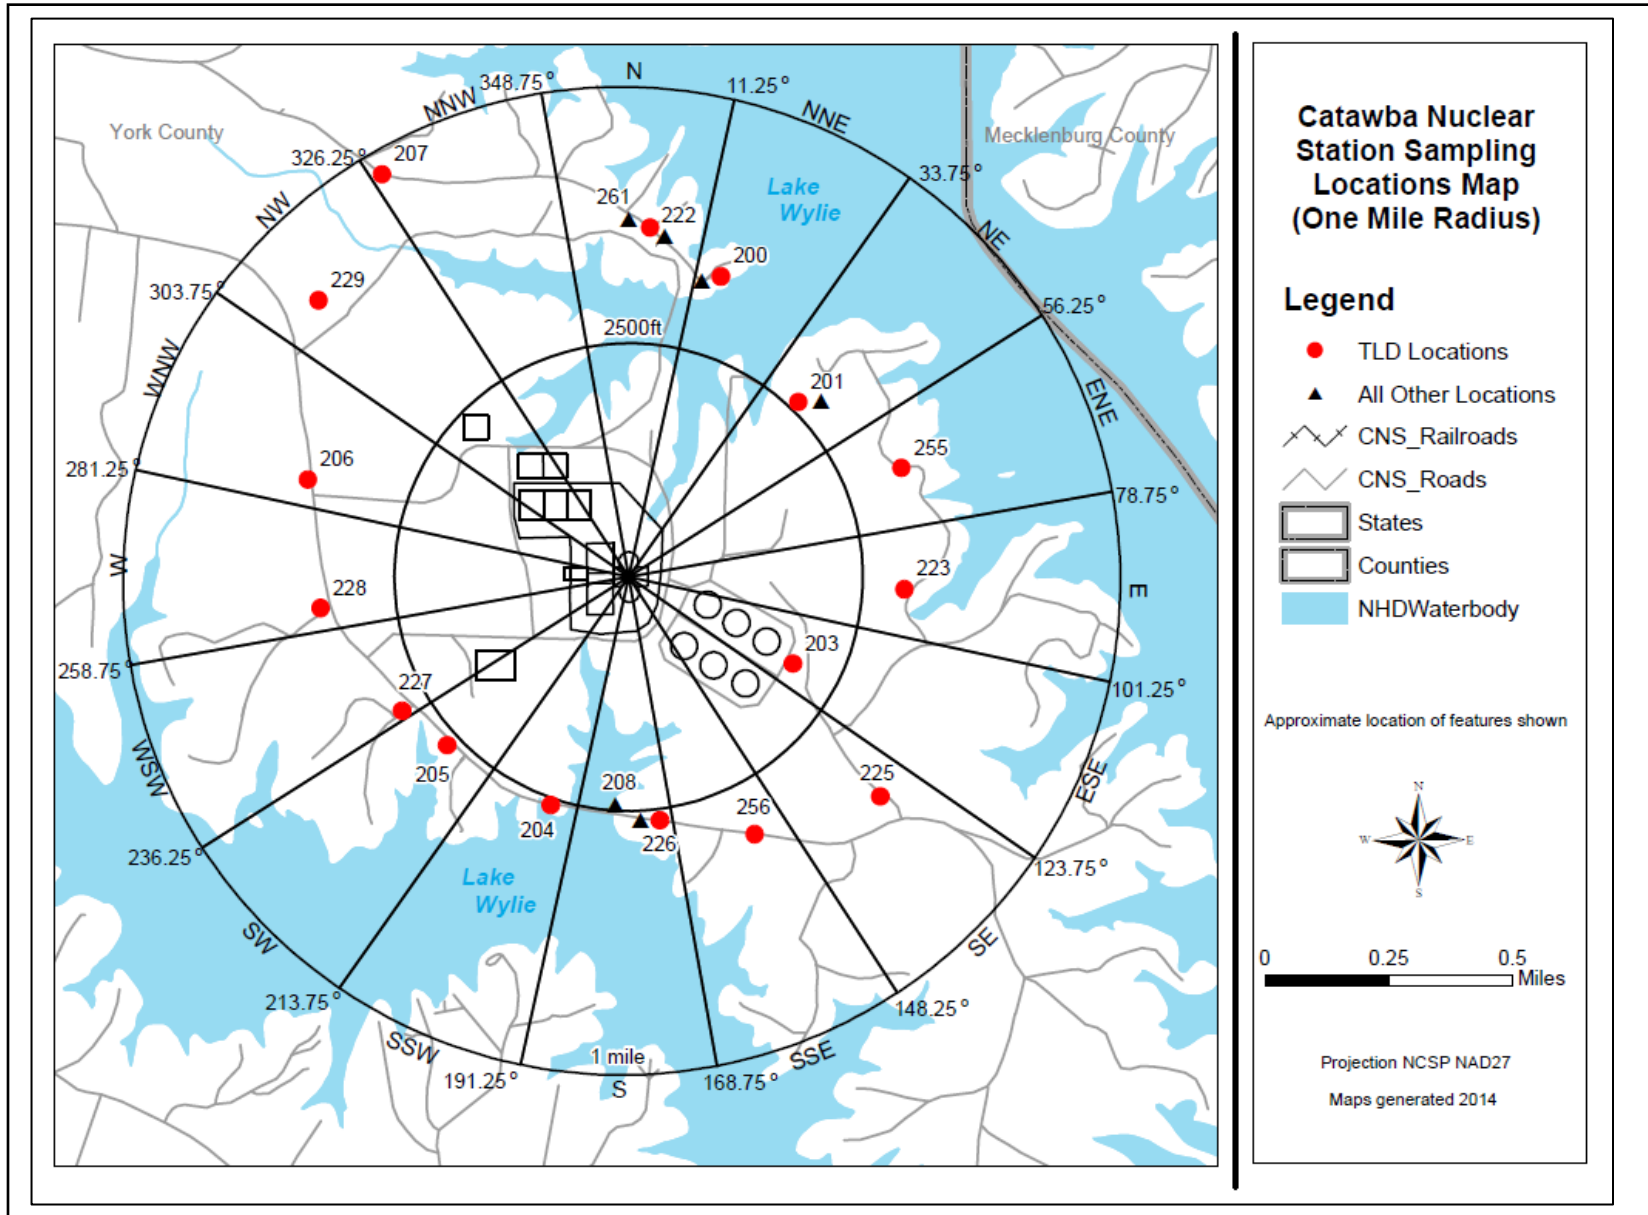 N
348.75°
11.25°
NNW
NNE
York County
Mecklenburg County
326.25°
207
33.75°
Lake
Wylie
261
222
NW
NE
200
229
303.75°
56.25°
2500ft
WNW
201
ENE
255
206
281.25°
78.75°
W
223
E
228
203
258.75°
227
101.25°
WSW
205
208
225
ESE
204
256
226
236.25°
123.75°
Lake
Wylie
SW
SE
213.75°
148.25°
SSW
1 mile
SSE
191.25°
S
168.75°
Catawba Nuclear
Station Sampling
Locations Map
(One Mile Radius)
Legend
TLD Locations
All Other Locations
CNS_Railroads
CNS_Roads
States
Counties
NHDWaterbody
Approximate location of features shown
N
W
E
S
0 0.25 0.5
Miles
Projection NCSP NAD27
Maps generated 2014